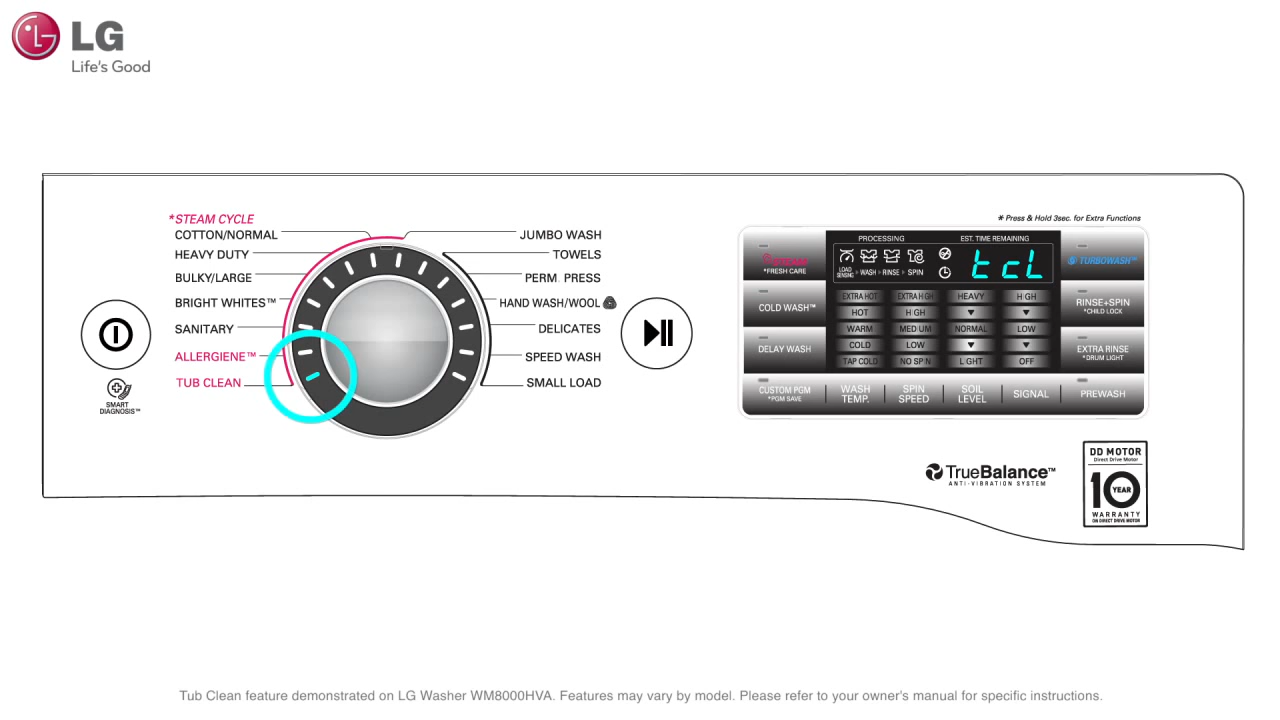 LG
Life's Good
*STEAM CYCLE
COTTON/NORMAL
HEAVY DUTY
BULKY/LARGE
BRIGHT WHITES™
SANITARY
ALLERGIENE™
TUB CLEAN
SMART
DIAGNOSIS™
JUMBO WASH
TOWELS
PERM. PRESS
HAND WASH/WOOL
DELICATES
SPEED WASH
SMALL LOAD
* Press & Hold 3sec. for Extra Functions
PROCESSING
EST. TIME REMAINING
LOAD
SENSING
WASH
RINSE
SPIN
tcL
STEAM
*FRESH CARE
COLD WASH™
DELAY WASH
CUSTOM PGM
*PGM SAVE
EXTRA HOT
HOT
WARM
COLD
TAP COLD
WASH
TEMP.
EXTRA HIGH
HIGH
MEDIUM
LOW
NO SPIN
SPIN
SPEED
HEAVY
NORMAL
LIGHT
SOIL
LEVEL
HIGH
LOW
OFF
SIGNAL
TURBOWASH™
RINSE+SPIN
*CHILD LOCK
EXTRA RINSE
*DRUM LIGHT
PREWASH
TrueBalance™
ANTI-VIBRATION SYSTEM
DD MOTOR
Direct Drive Motor
10 YEAR
WARRANTY
ON DIRECT DRIVE MOTOR
Tub Clean feature demonstrated on LG Washer WM8000HVA. Features may vary by model. Please refer to your owner's manual for specific instructions.